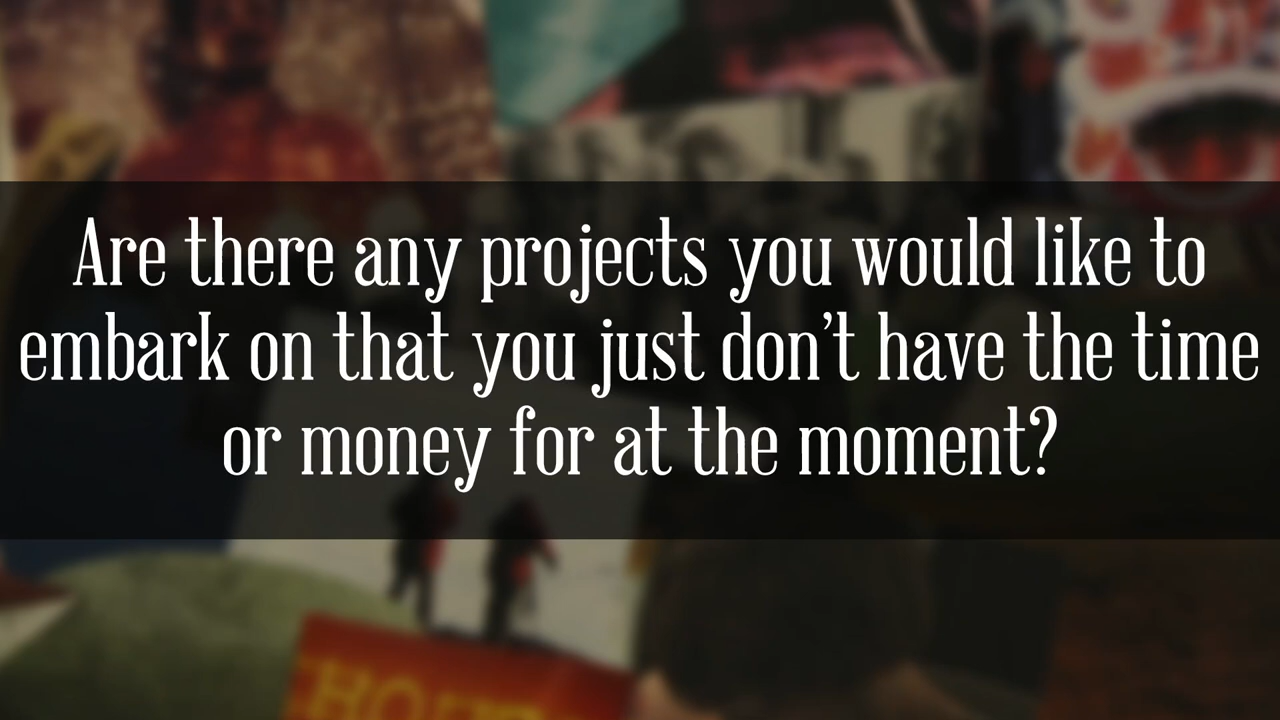 Are there any projects you would like to
embark on that you just don't have the time
or money for at the moment?